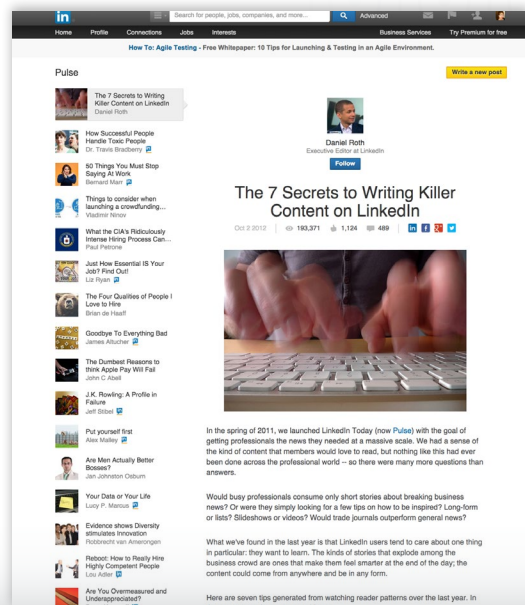 in
Search for people, jobs, companies, and more...
Advanced
Home Profile Connections Jobs Interests Business Services Try Premium for free
How To: Agile Testing - Free Whitepaper: 10 Tips for Launching & Testing in an Agile Environment.
Pulse
Write a new post
The 7 Secrets to Writing
Killer Content on LinkedIn
Daniel Roth
How Successful People
Handle Toxic People
Dr. Travis Bradberry
50 Things You Must Stop
Saying At Work
Bernard Marr
Things to consider when
launching a crowdfunding...
Vladimir Ninov
What the CIA's Ridiculously
Intense Hiring Process Can...
Paul Petrone
Just How Essential IS Your
Job? Find Out!
Liz Ryan
The Four Qualities of People I
Love to Hire
Brian de Haaff
Goodbye To Everything Bad
James Altucher
The Dumbest Reasons to
think Apple Pay Will Fail
John C Abell
J.K. Rowling: A Profile in
Failure
Jeff Stibel
Put yourself first
Alex Malley
Are Men Actually Better
Bosses?
Jan Johnston Osburn
Your Data or Your Life
Lucy P. Marcus
Evidence shows Diversity
stimulates Innovation
Robbrecht van Amerongen
Reboot: How to Really Hire
Highly Competent People
Lou Adler
Are You Overmeasured and
Underappreciated?
Daniel Roth
Executive Editor at LinkedIn
Follow
The 7 Secrets to Writing Killer
Content on LinkedIn
Oct 2 2012 193,371 1,124 489
In the spring of 2011, we launched LinkedIn Today (now Pulse) with the goal of
getting professionals the news they needed at a massive scale. We had a sense of
the kind of content that members would love to read, but nothing like this had ever
been done across the professional world -- so there were many more questions than
answers.
Would busy professionals consume only short stories about breaking business
news? Or were they simply looking for a few tips on how to be inspired? Long-form
or lists? Slideshows or videos? Would trade journals outperform general news?
What we've found in the last year is that LinkedIn users tend to care about one thing
in particular: they want to learn. The kinds of stories that explode among the
business crowd are ones that make them feel smarter at the end of the day; the
content could come from anywhere and be in any form.
Here are seven tips generated from watching reader patterns over the last year. In